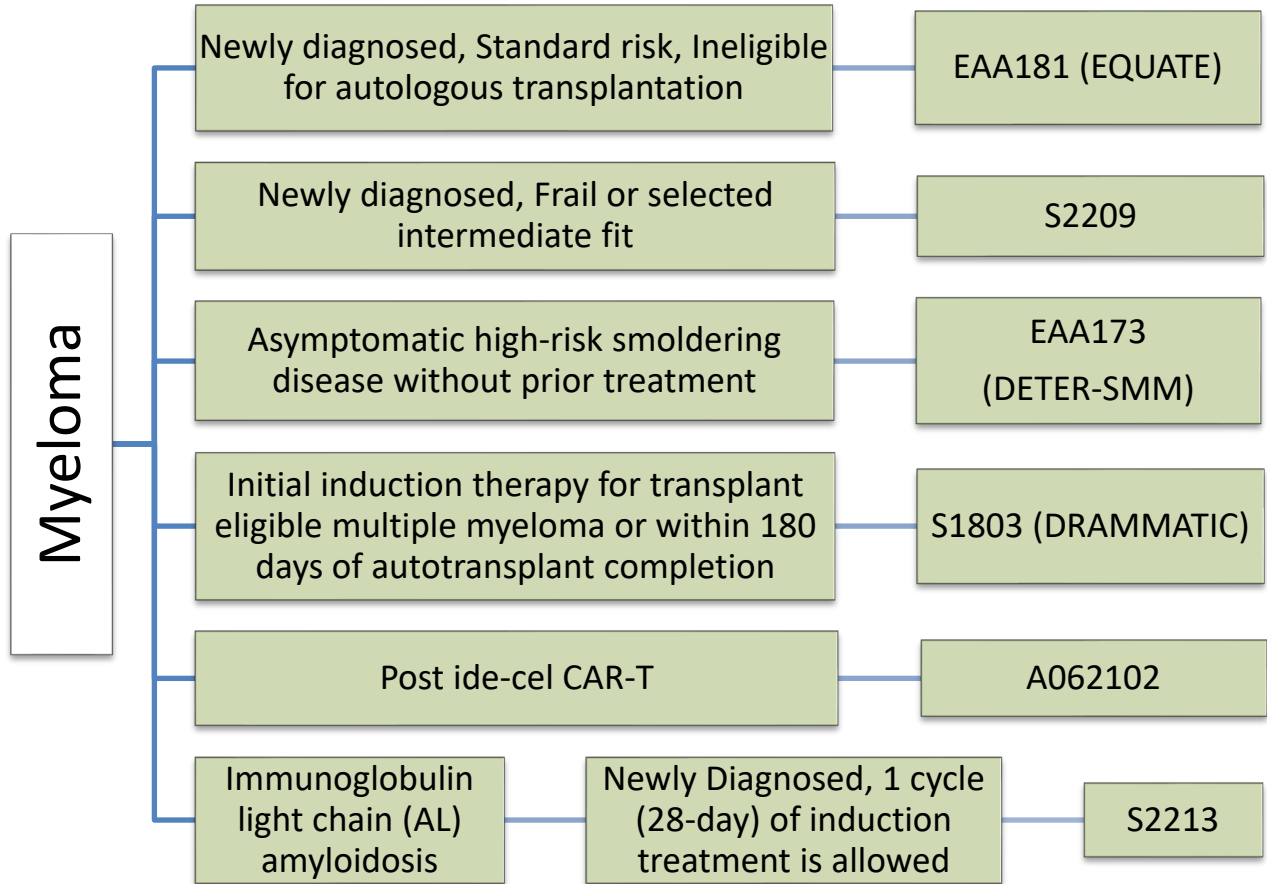 Myeloma
Newly diagnosed, Standard risk, Ineligible
for autologous transplantation
EAA181 (EQUATE)
Newly diagnosed, Frail or selected
intermediate fit
S2209
Asymptomatic high-risk smoldering
disease without prior treatment
EAA173
(DETER-SMM)
Initial induction therapy for transplant
eligible multiple myeloma or within 180
days of autotransplant completion
S1803 (DRAMMATIC)
Post ide-cel CAR-T
A062102
Immunoglobulin
light chain (AL)
amyloidosis
Newly Diagnosed, 1 cycle
(28-day) of induction
treatment is allowed
S2213